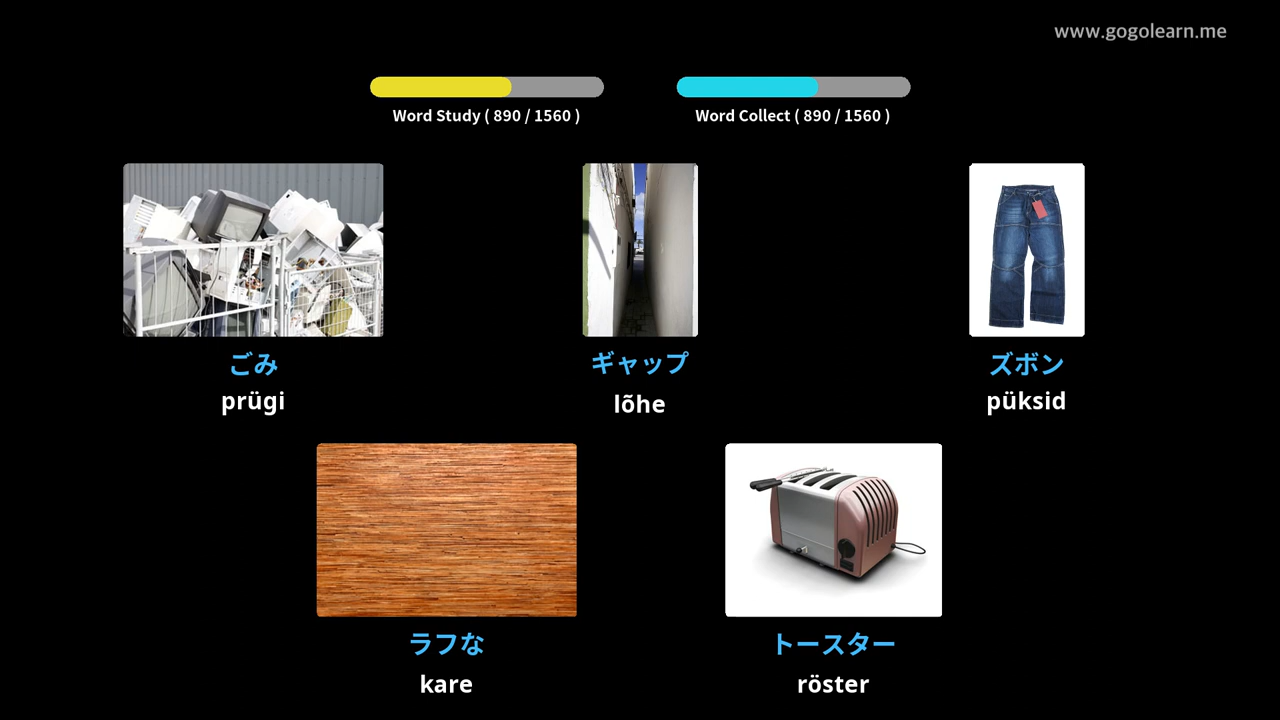 www.gogolearn.me
Word Study ( 890 / 1560 )
Word Collect ( 890 / 1560 )
ごみ
prügi
ギャップ
lõhe
ズボン
püksid
ラフな
kare
トースター
röster